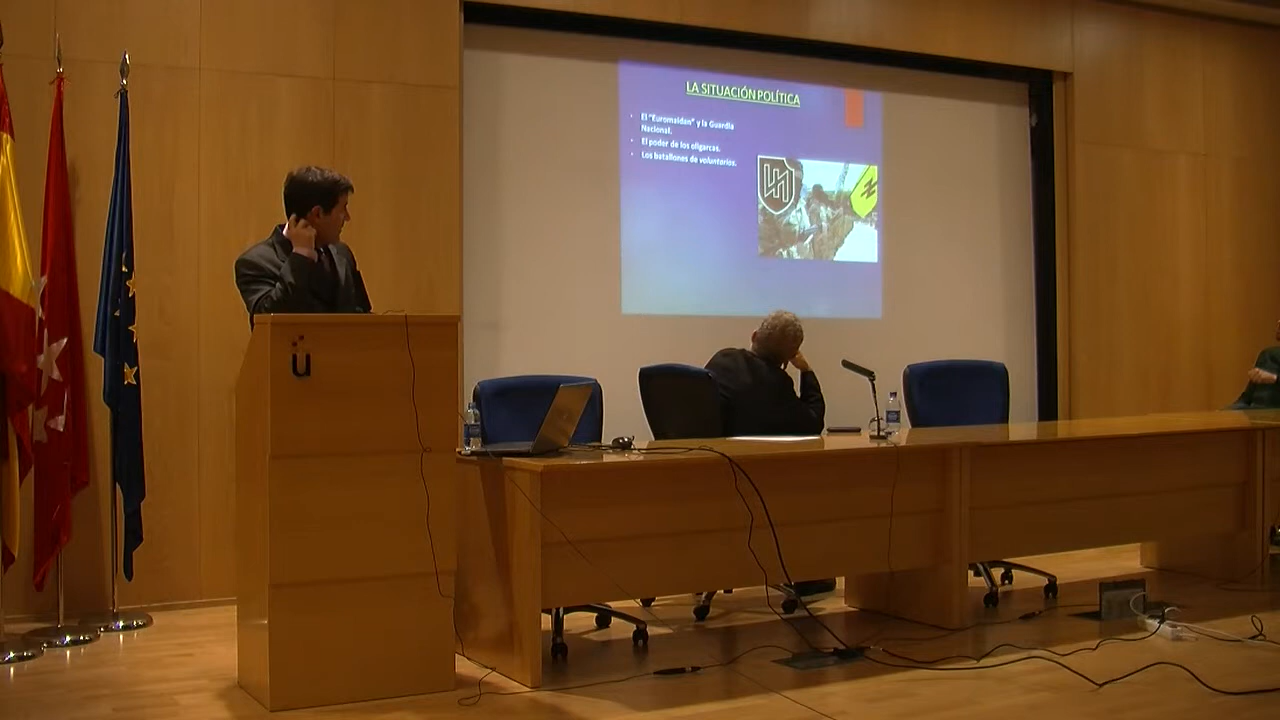 LA SITUACIÓN POLÍTICA
• El "Euromaidan" y la Guardia
Nacional.
• El poder de los oligarcas.
• Los batallones de voluntarios.
ü